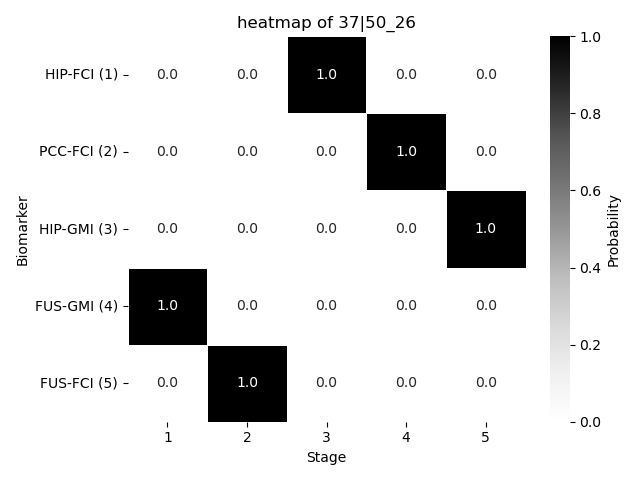 heatmap of 37|50_26
HIP-FCI (1) 0.0 0.0 1.0 0.0 0.0
PCC-FCI (2) 0.0 0.0 0.0 1.0 0.0
HIP-GMI (3) 0.0 0.0 0.0 0.0 1.0
FUS-GMI (4) 1.0 0.0 0.0 0.0 0.0
FUS-FCI (5) 0.0 1.0 0.0 0.0 0.0
1 2 3 4 5
Stage
Biomarker
1.0
0.8
0.6
0.4
0.2
0.0
Probability